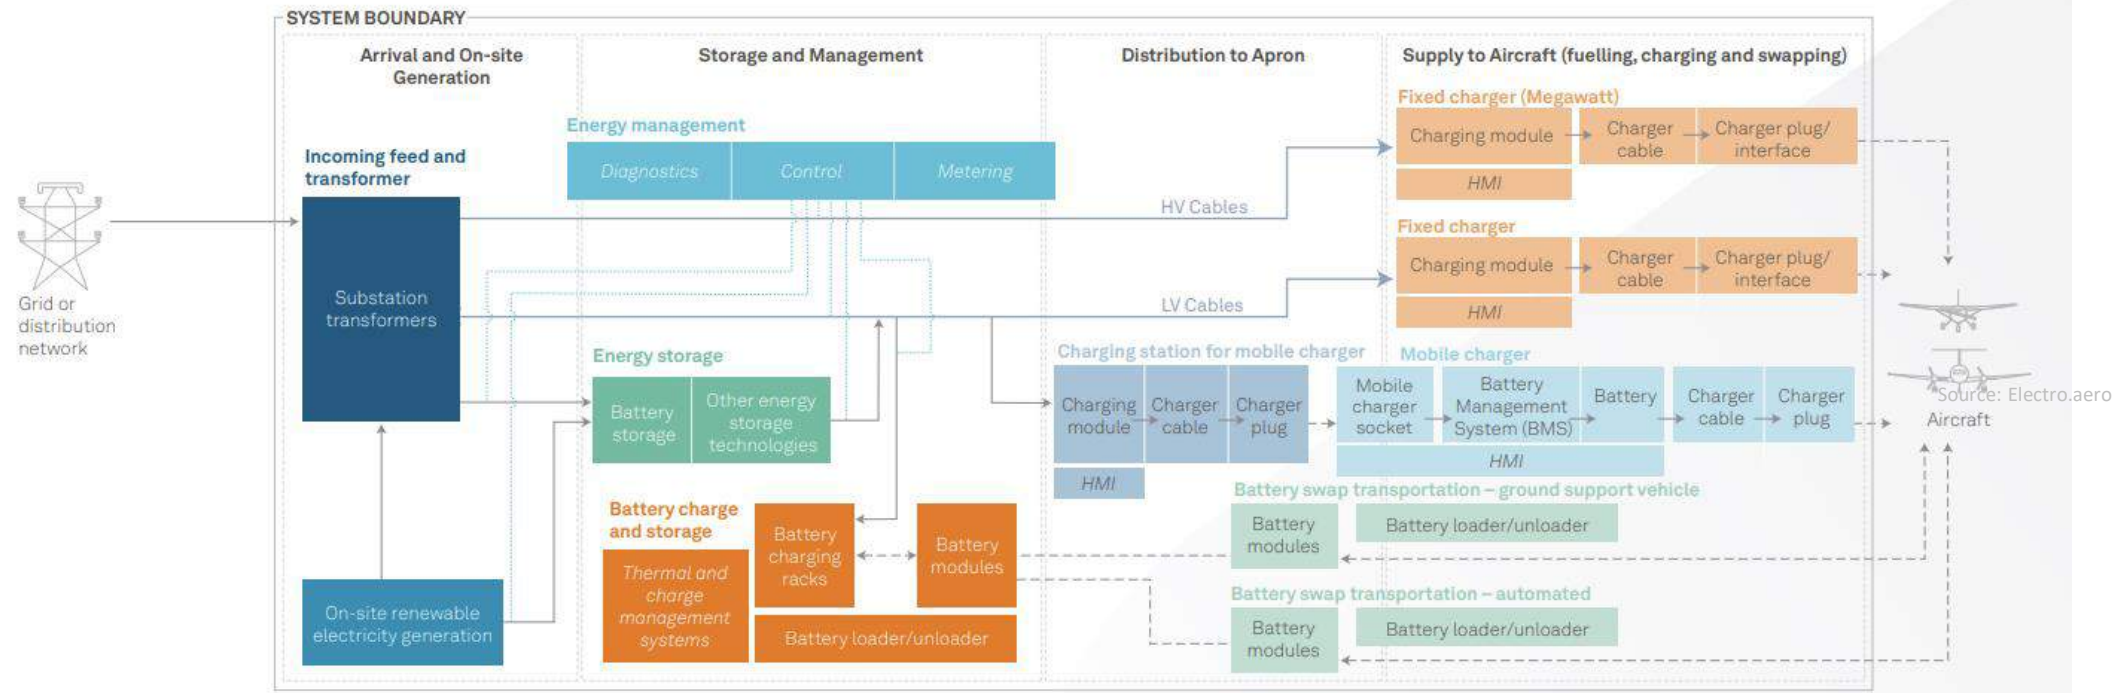 SYSTEM BOUNDARY
Arrival and On-site
Generation
Storage and Management
Distribution to Apron
Supply to Aircraft (fuelling, charging and swapping)
Grid or
distribution
network
Incoming feed and
transformer
Substation
transformers
On-site renewable
electricity generation
Energy management
Diagnostics
Control
Metering
Energy storage
Battery
storage
Other energy
storage
technologies
Battery charge
and storage
Thermal and
charge
management
systems
Battery
charging
racks
Battery
modules
Battery loader/unloader
HV Cables
LV Cables
Charging station for mobile charger
Charging
module
Charger
cable
Charger
plug
HMI
Fixed charger (Megawatt)
Charging module
Charger
cable
Charger plug/
interface
HMI
Fixed charger
Charging module
Charger
cable
Charger plug/
interface
HMI
Mobile charger
Mobile
charger
socket
Battery
Management
System (BMS)
Battery
Charger
cable
Charger
plug
HMI
Battery swap transportation – ground support vehicle
Battery
modules
Battery loader/unloader
Battery swap transportation – automated
Battery
modules
Battery loader/unloader
Source: Electro.aero
Aircraft